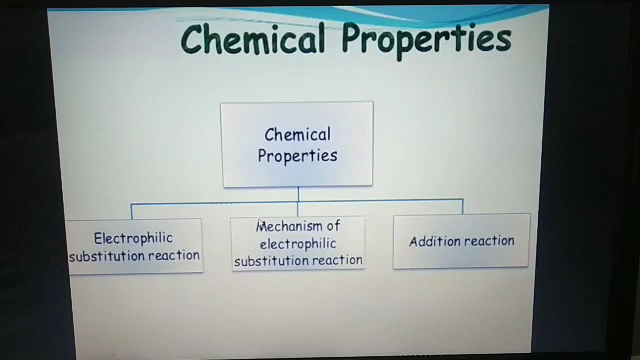 Chemical Properties
Chemical
Properties
Electrophilic
substitution reaction
Mechanism of
electrophilic
substitution reaction
Addition reaction